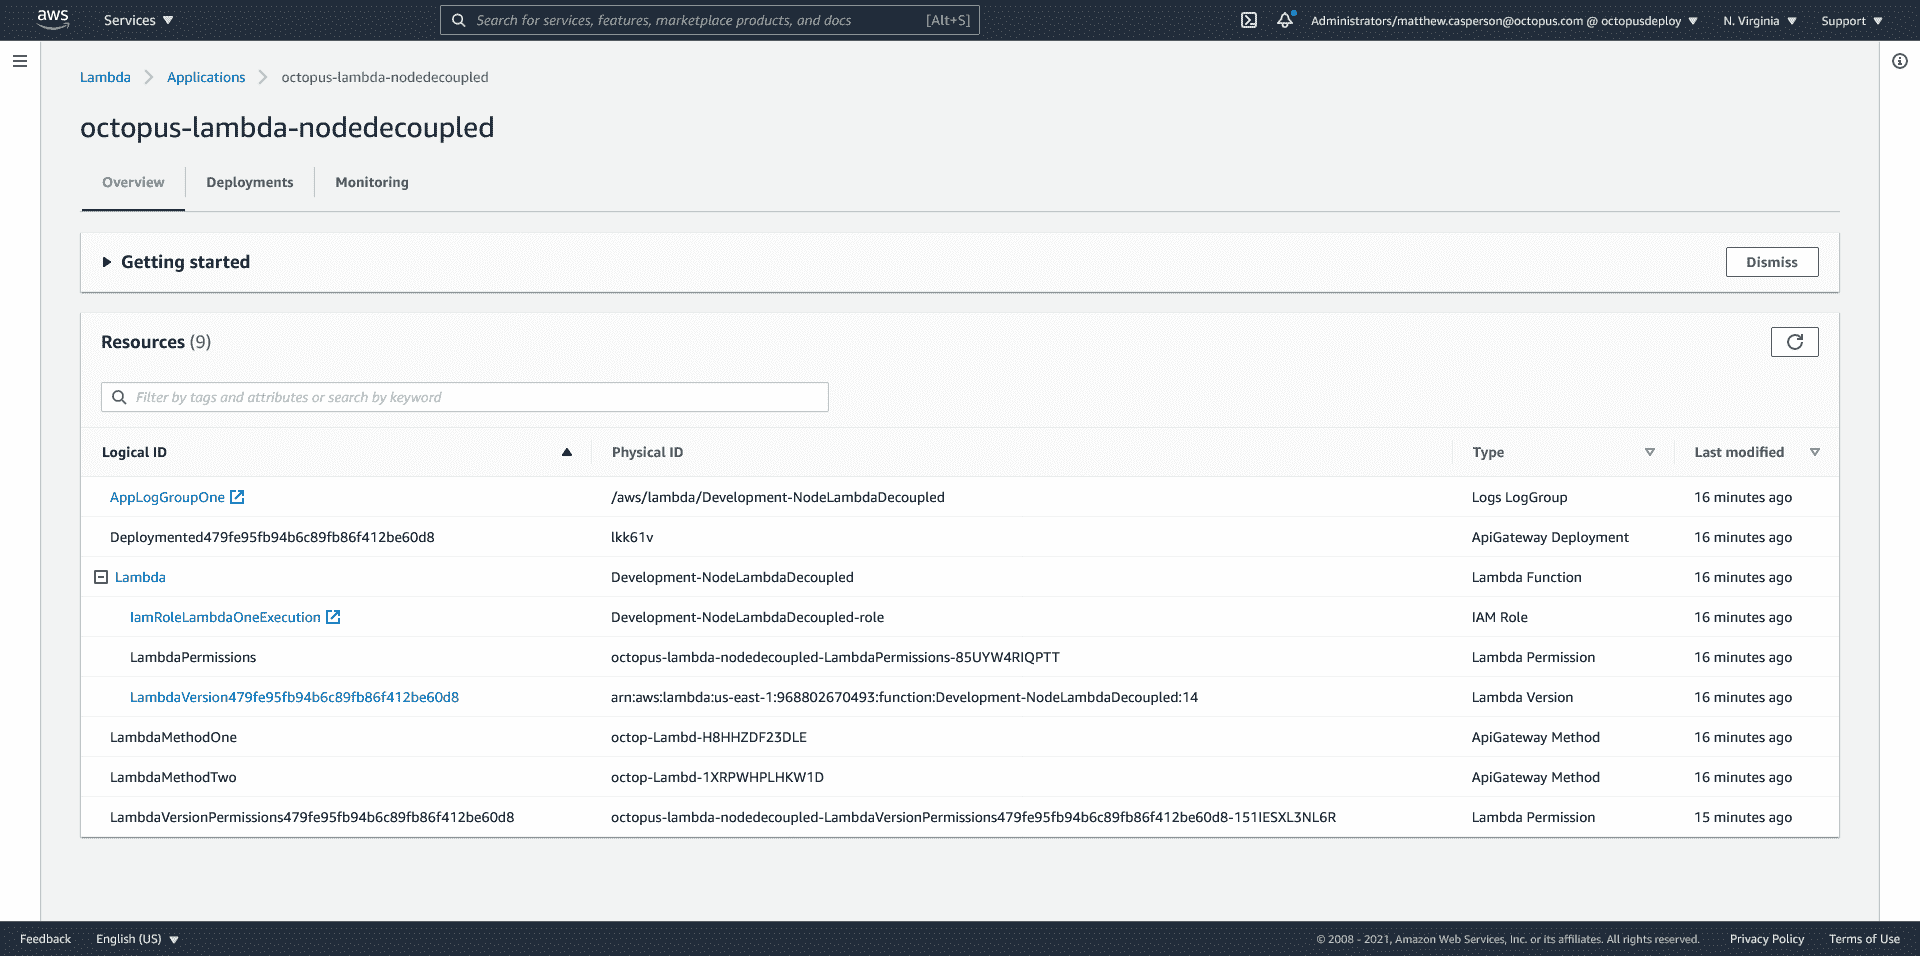 aws Services Search for services, features, marketplace products, and docs [Alt+S] Administrators/matthew.casperson@octopus.com @ octopusdeploy N. Virginia Support
Lambda Applications octopus-lambda-nodedecoupled
octopus-lambda-nodedecoupled
Overview Deployments Monitoring
Getting started Dismiss
Resources (9)
Filter by tags and attributes or search by keyword
Logical ID Physical ID Type Last modified
AppLogGroupOne /aws/lambda/Development-NodeLambdaDecoupled Logs LogGroup 16 minutes ago
Deploymented479fe95fb94b6c89fb86f412be60d8 lkk61v ApiGateway Deployment 16 minutes ago
Lambda Development-NodeLambdaDecoupled Lambda Function 16 minutes ago
IamRoleLambdaOneExecution Development-NodeLambdaDecoupled-role IAM Role 16 minutes ago
LambdaPermissions octopus-lambda-nodedecoupled-LambdaPermissions-85UYW4RIQPTT Lambda Permission 16 minutes ago
LambdaVersion479fe95fb94b6c89fb86f412be60d8 arn:aws:lambda:us-east-1:968802670493:function:Development-NodeLambdaDecoupled:14 Lambda Version 16 minutes ago
LambdaMethodOne octop-Lambd-H8HHZDF23DLE ApiGateway Method 16 minutes ago
LambdaMethodTwo octop-Lambd-1XRPWHPLHKW1D ApiGateway Method 16 minutes ago
LambdaVersionPermissions479fe95fb94b6c89fb86f412be60d8 octopus-lambda-nodedecoupled-LambdaVersionPermissions479fe95fb94b6c89fb86f412be60d8-151IESXL3NL6R Lambda Permission 15 minutes ago
Feedback English (US) © 2008 - 2021, Amazon Web Services, Inc. or its affiliates. All rights reserved. Privacy Policy Terms of Use